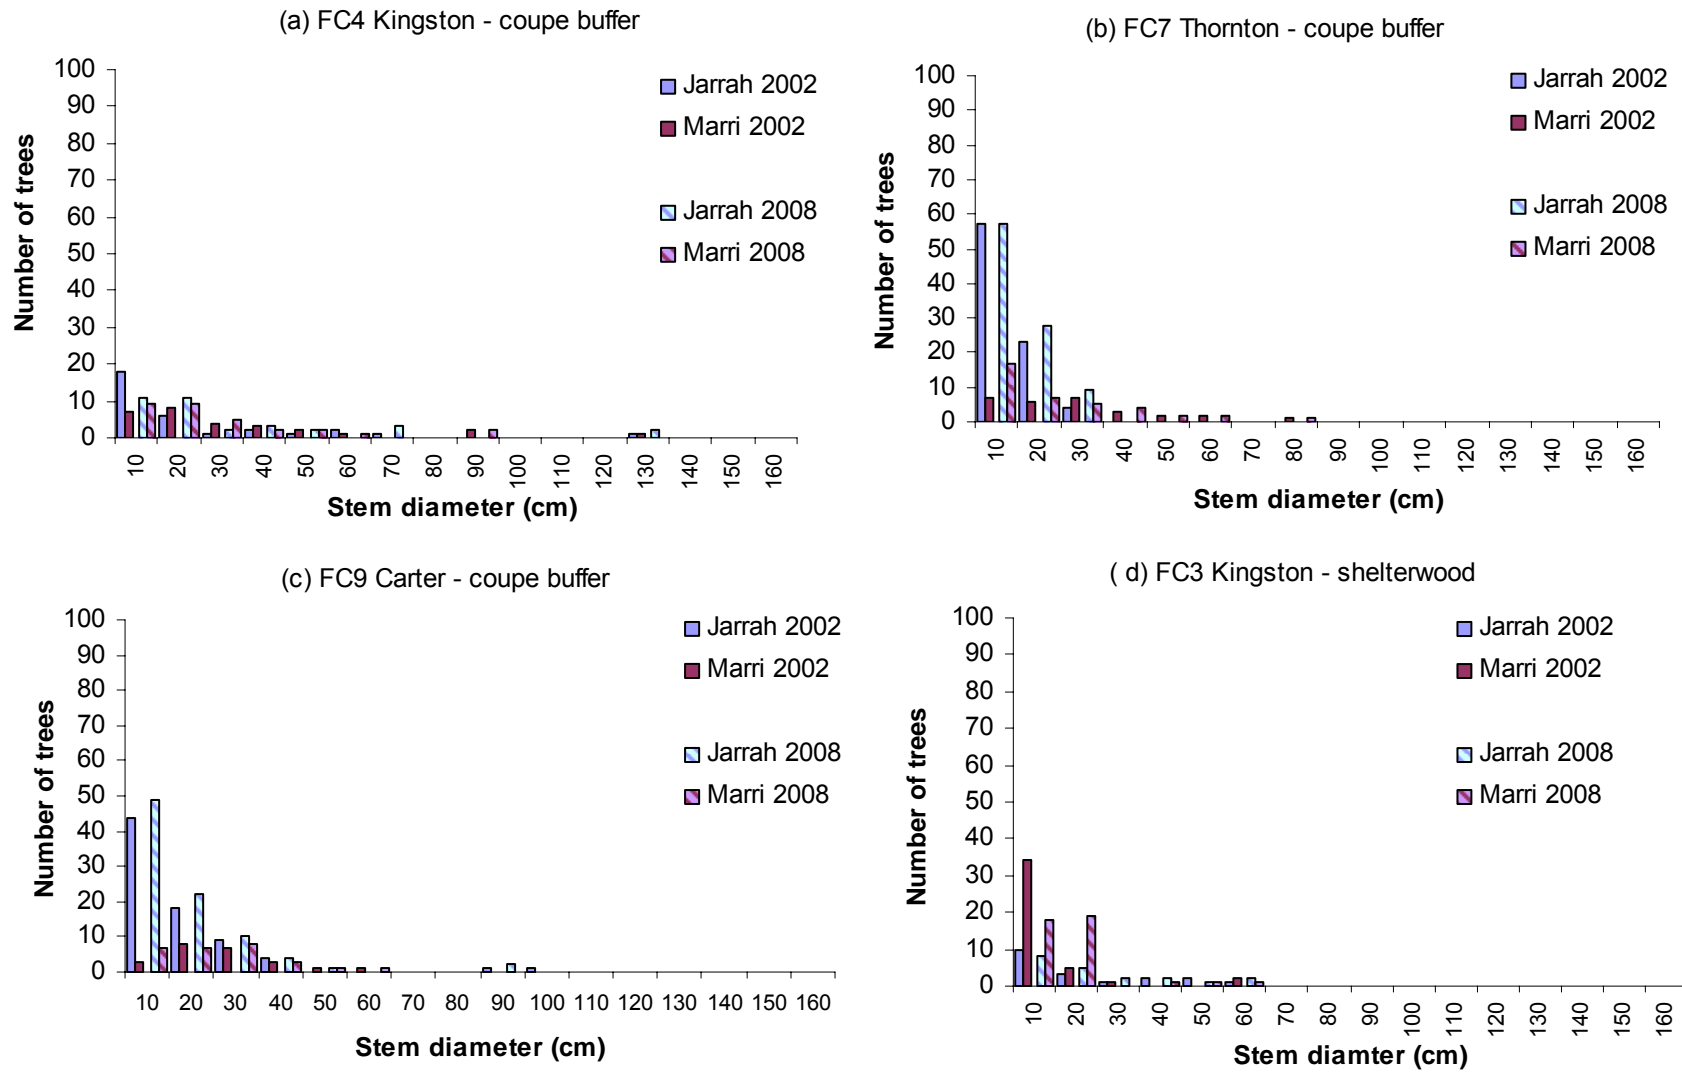 (a) FC4 Kingston - coupe buffer
100
90
80
70
60
50
40
30
20
10
0
Number of trees
Jarrah 2002
Marri 2002
Jarrah 2008
Marri 2008
10 20 30 40 50 60 70 80 90 100 110 120 130 140 150 160
Stem diameter (cm)
(b) FC7 Thornton - coupe buffer
100
90
80
70
60
50
40
30
20
10
0
Number of trees
Jarrah 2002
Marri 2002
Jarrah 2008
Marri 2008
10 20 30 40 50 60 70 80 90 100 110 120 130 140 150 160
Stem diameter (cm)
(c) FC9 Carter - coupe buffer
100
90
80
70
60
50
40
30
20
10
0
Number of trees
Jarrah 2002
Marri 2002
Jarrah 2008
Marri 2008
10 20 30 40 50 60 70 80 90 100 110 120 130 140 150 160
Stem diameter (cm)
( d) FC3 Kingston - shelterwood
100
90
80
70
60
50
40
30
20
10
0
Number of trees
Jarrah 2002
Marri 2002
Jarrah 2008
Marri 2008
10 20 30 40 50 60 70 80 90 100 110 120 130 140 150 160
Stem diamter (cm)